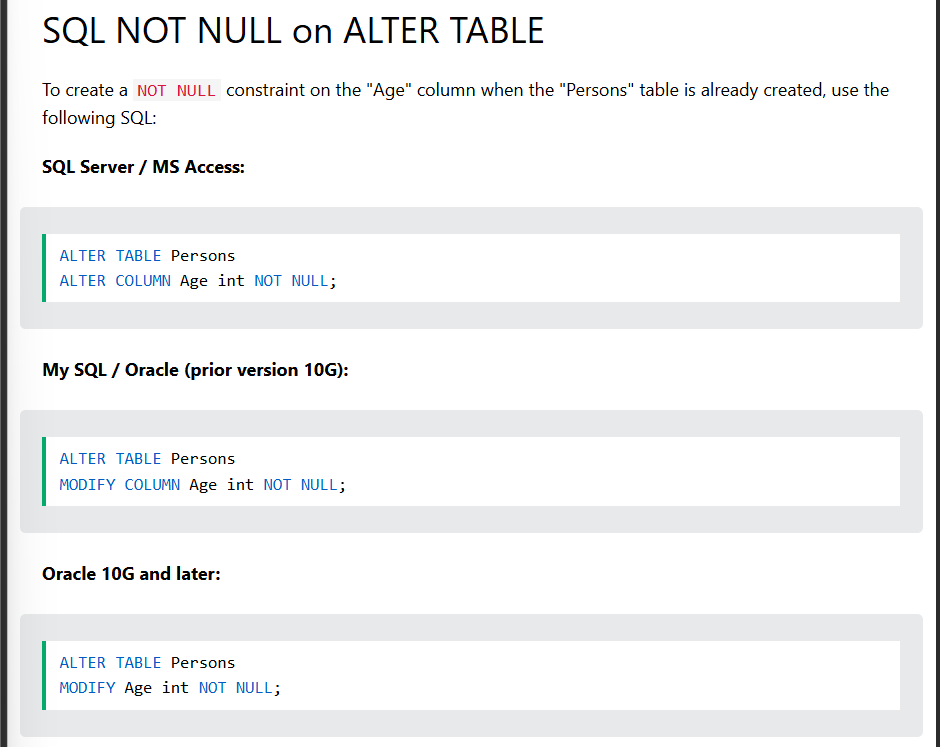 SQL NOT NULL on ALTER TABLE
To create a NOT NULL constraint on the "Age" column when the "Persons" table is already created, use the
following SQL:
SQL Server / MS Access:
ALTER TABLE Persons
ALTER COLUMN Age int NOT NULL;
My SQL / Oracle (prior version 10G):
ALTER TABLE Persons
MODIFY COLUMN Age int NOT NULL;
Oracle 10G and later:
ALTER TABLE Persons
MODIFY Age int NOT NULL;